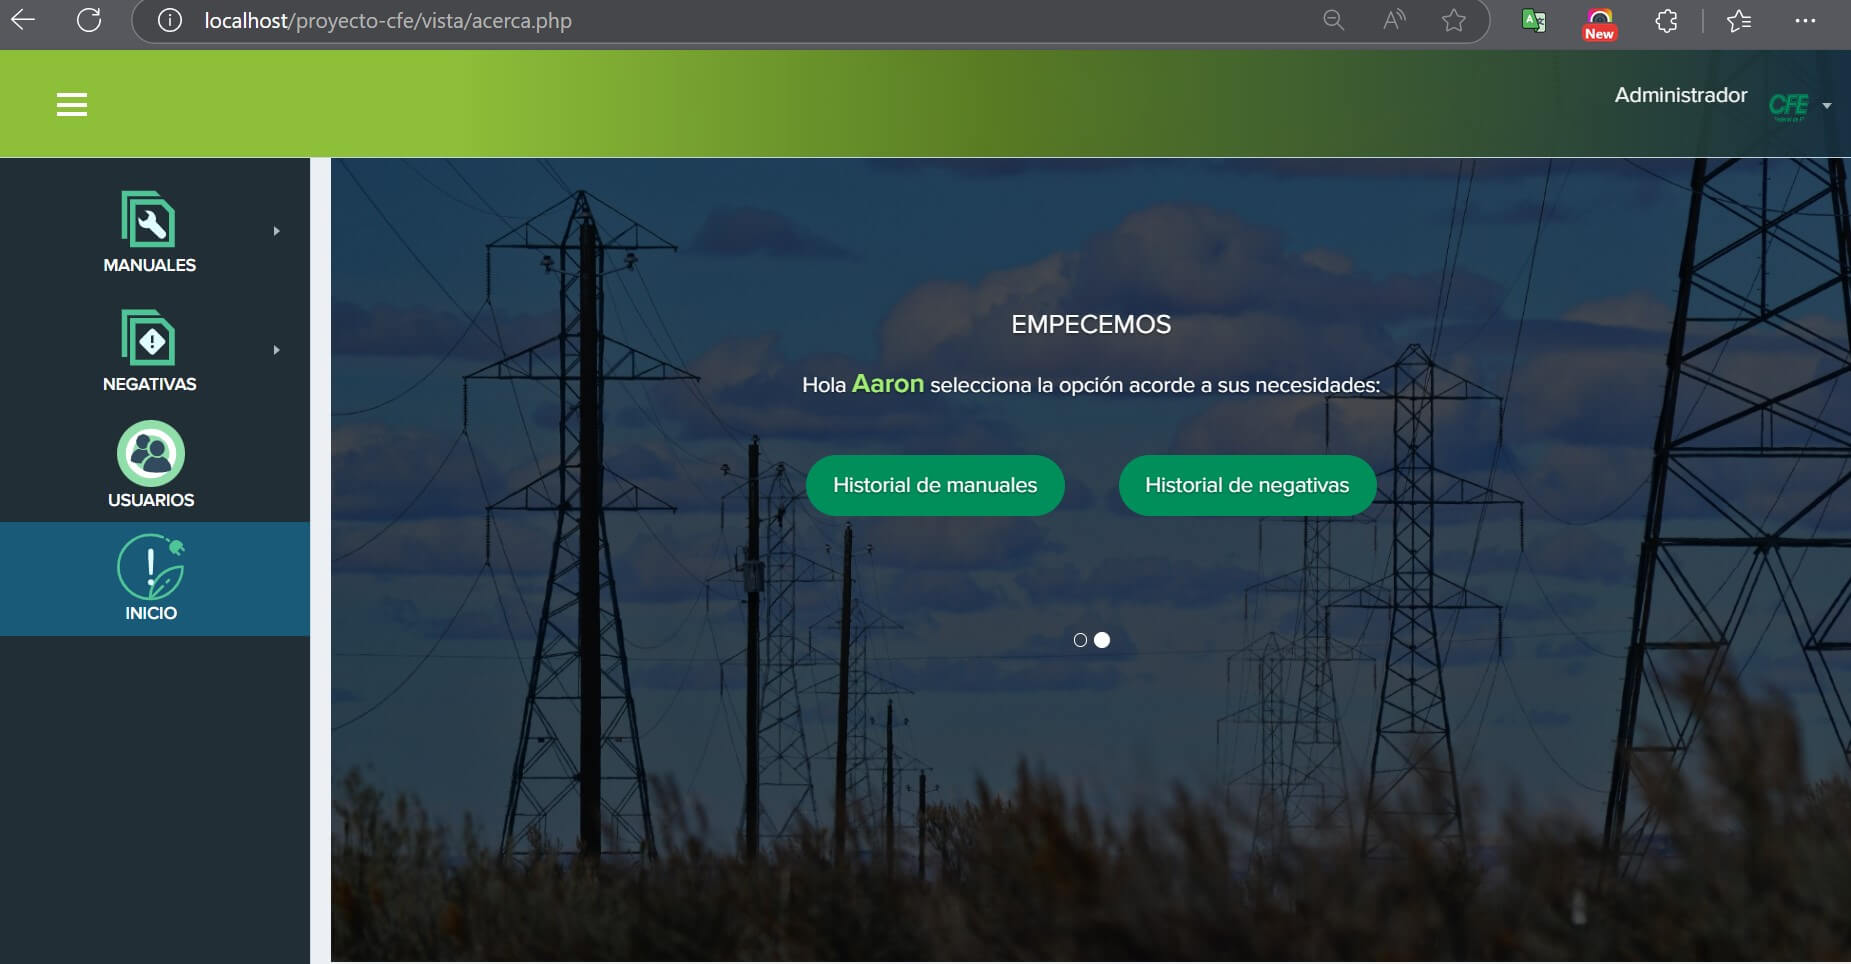 localhost/proyecto-cfe/vista/acerca.php
New
Administrador
CFE
MANUALES
NEGATIVAS
USUARIOS
INICIO
EMPECEMOS
Hola Aaron selecciona la opción acorde a sus necesidades:
Historial de manuales
Historial de negativas